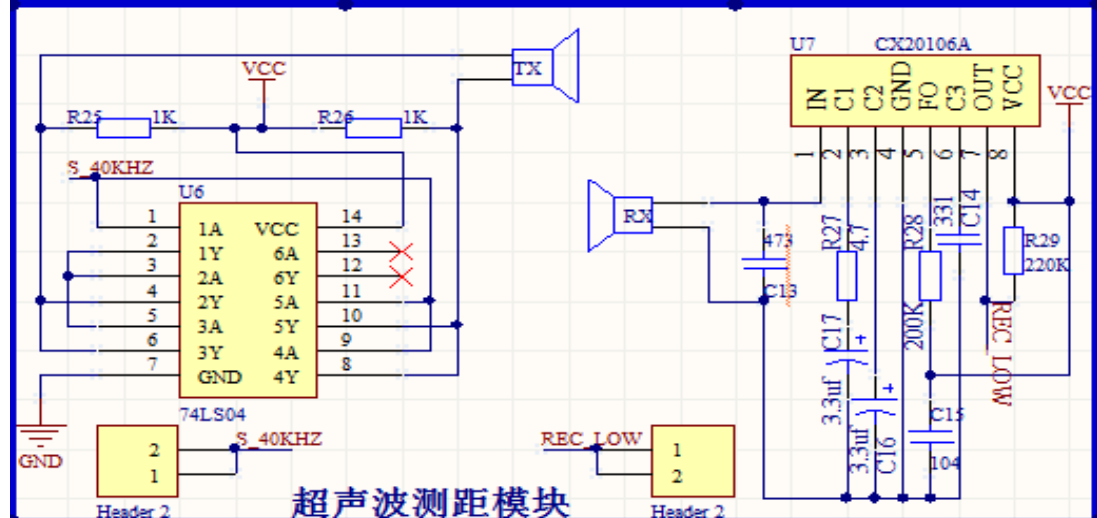 U7 CX20106A
TX
VCC
IN C1 C2 GND FO C3 OUT VCC
VCC
R25 1K R26 1K
1 2 3 4 5 6 7 8
S_40KHZ
U6
1 1A VCC 14
2 1Y 6A 13
3 2A 6Y 12
4 2Y 5A 11
5 3A 5Y 10
6 3Y 4A 9
7 GND 4Y 8
74LS04
RX
473
C13
R27 4.7
R28
200K
331
C14
R29
220K
C17
3.3uf
+
+
3.3uf
C16
REC_LOW
C15
104
GND
2
1
S_40KHZ
Header 2
REC_LOW
1
2
Header 2
超声波测距模块